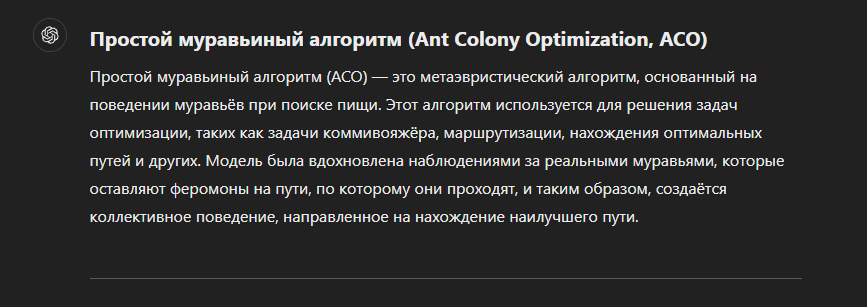 Простой муравьиный алгоритм (Ant Colony Optimization, ACO)
Простой муравьиный алгоритм (ACO) — это метаэвристический алгоритм, основанный на
поведении муравьёв при поиске пищи. Этот алгоритм используется для решения задач
оптимизации, таких как задачи коммивояжёра, маршрутизации, нахождения оптимальных
путей и других. Модель была вдохновлена наблюдениями за реальными муравьями, которые
оставляют феромоны на пути, по которому они проходят, и таким образом, создаётся
коллективное поведение, направленное на нахождение наилучшего пути.